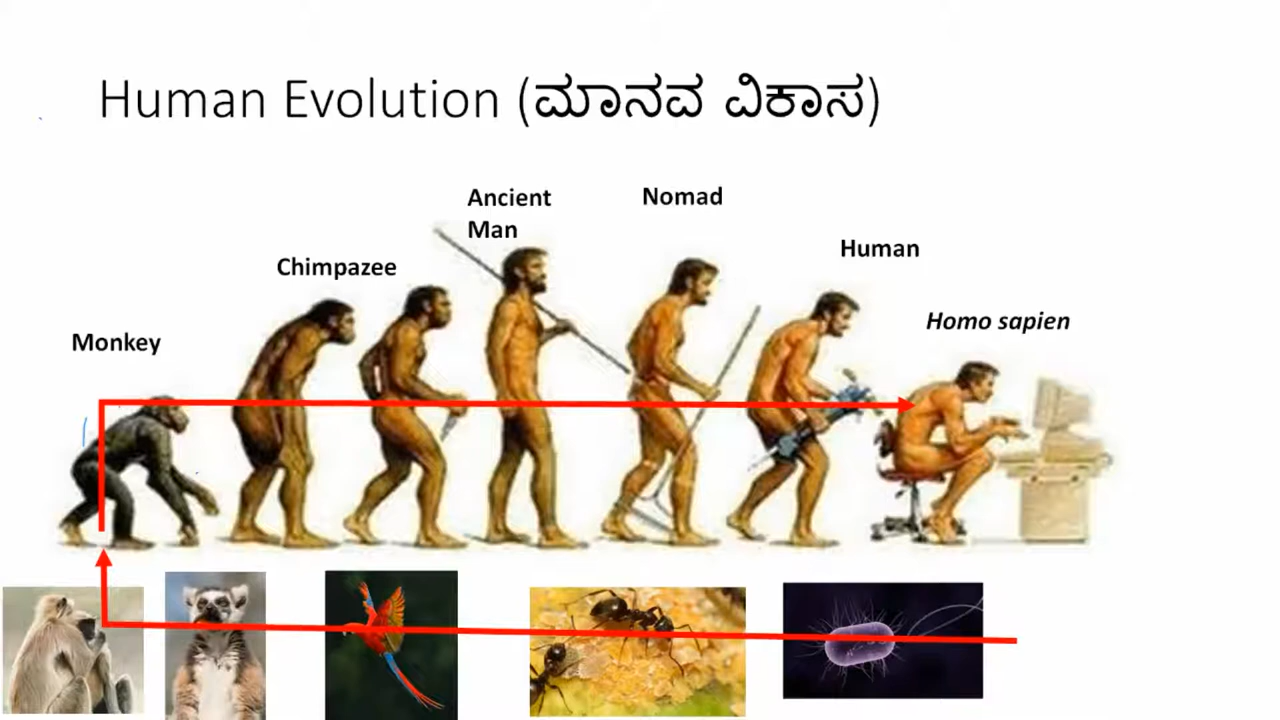 Human Evolution (ಮಾನವ ವಿಕಾಸ)
Ancient
Man
Nomad
Human
Chimpazee
Homo sapien
Monkey